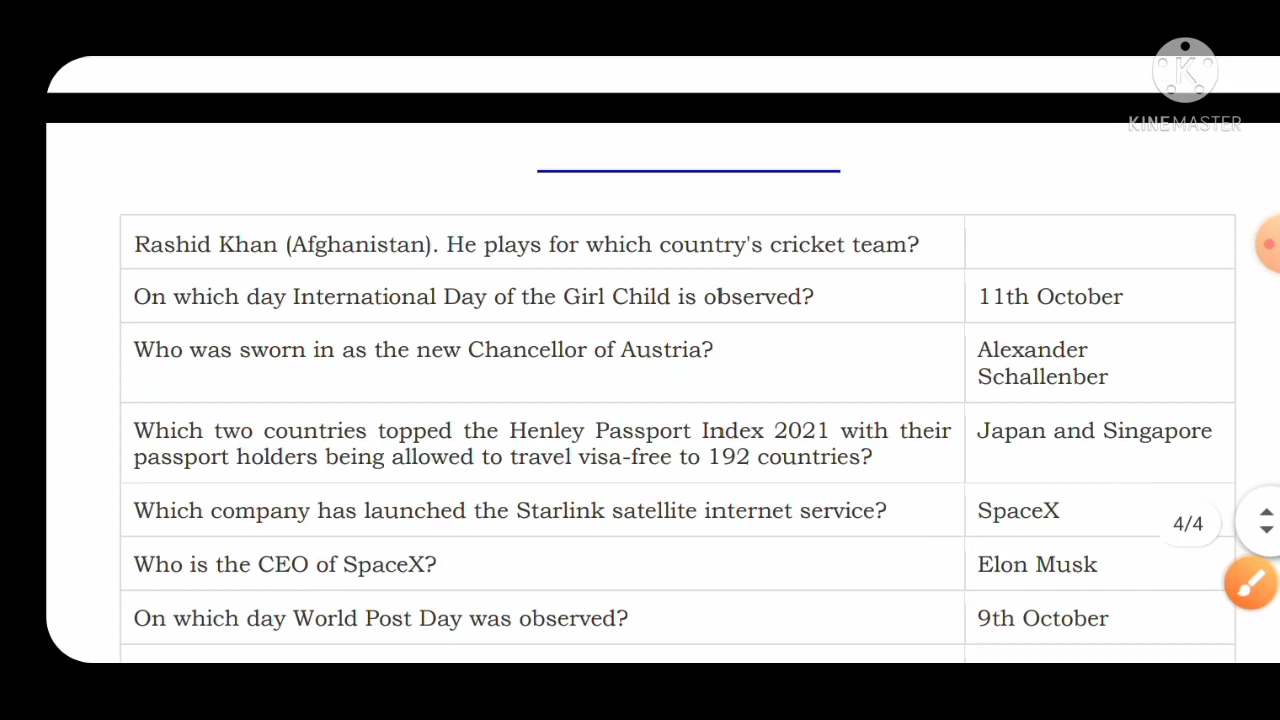 K
KINEMASTER
Rashid Khan (Afghanistan). He plays for which country's cricket team?
On which day International Day of the Girl Child is observed?
11th October
Who was sworn in as the new Chancellor of Austria?
Alexander
Schallenber
Which two countries topped the Henley Passport Index 2021 with their
passport holders being allowed to travel visa-free to 192 countries?
Japan and Singapore
Which company has launched the Starlink satellite internet service?
SpaceX
4/4
Who is the CEO of SpaceX?
Elon Musk
On which day World Post Day was observed?
9th October